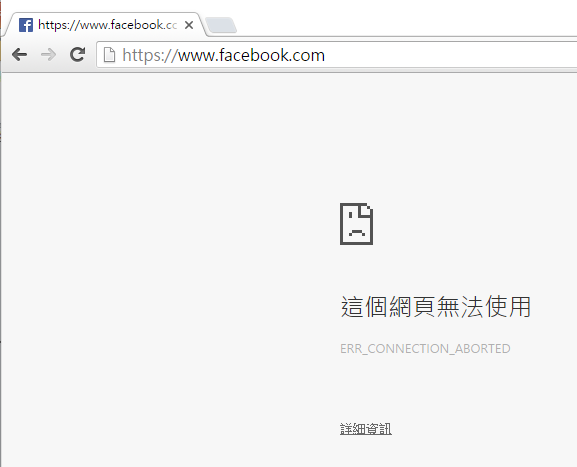 https://www.facebook.cc
https://www.facebook.com
這個網頁無法使用
ERR_CONNECTION_ABORTED
詳細資訊